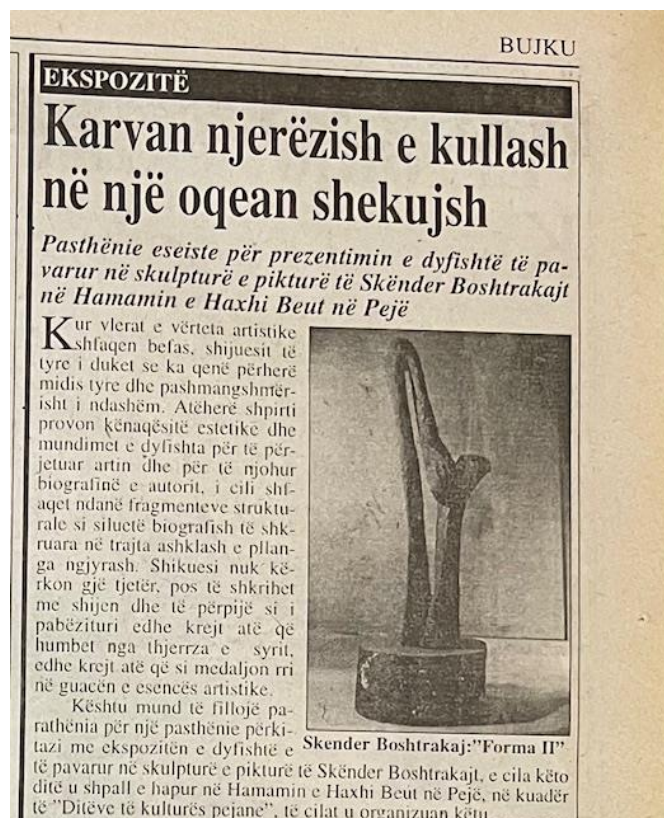 BUJKU
EKSPOZITË
Karvan njerëzish e kullash
në një oqean shekujsh
Pasthënie eseiste për prezentimin e dyfishtë të pa-
varur në skulpturë e pikturë të Skënder Boshtrakajt
në Hamamin e Haxhi Beut në Pejë
Kur vlerat e vërteta artistike
shfaqen befas, shijuesit të
tyre i duket se ka qenë përherë
midis tyre dhe pashmangshmër-
isht i ndashëm. Atëherë shpirti
provon kënaqësitë estetike dhe
mundimet e dyfishta për të për-
jetuar artin dhe për të njohur
biografinë e autorit, i cili shf-
aqet ndanë fragmenteve struktu-
rale si siluetë biografish të shk-
ruara në trajta ashklash e pllan-
ga ngjyrash. Shikuesi nuk kër-
kon gjë tjetër, pos të shkrihet
me shijen dhe të përpijë si i
pabëzituri edhe krejt atë që
humbet nga thjerrza e syrit,
edhe krejt atë që si medaljon rri
në guacën e esencës artistike.
Kështu mund të fillojë pa-
rathënia për një pasthënie përki-
tazi me ekspozitën e dyfishtë e
Skender Boshtrakaj:"Forma II"
të pavarur në skulpturë e pikturë të Skënder Boshtrakajt, e cila këto
ditë u shpall e hapur në Hamamin e Haxhi Beut në Pejë, në kuadër
të "Ditëve të kulturës pejane", të cilat u organizuan këtu